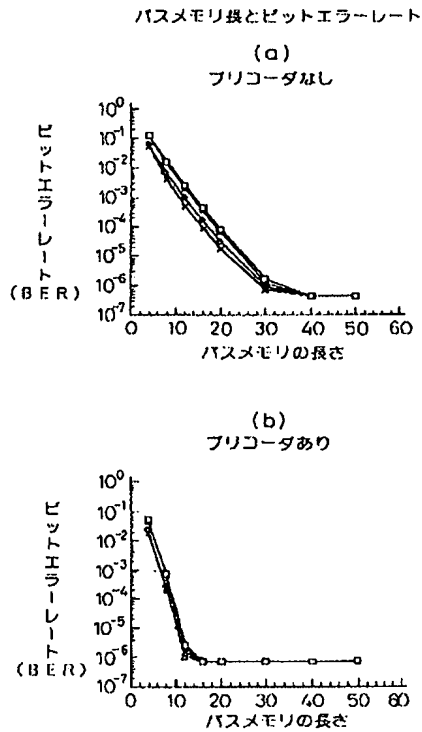 パスメモリ長とビットエラーレート
(a)
プリコーダなし
ビットエラーレート
(BER)
10⁰
10⁻¹
10⁻²
10⁻³
10⁻⁴
10⁻⁵
10⁻⁶
10⁻⁷
0 10 20 30 40 50 60
パスメモリの長さ
(b)
プリコーダあり
ビットエラーレート
(BER)
10⁰
10⁻¹
10⁻²
10⁻³
10⁻⁴
10⁻⁵
10⁻⁶
10⁻⁷
0 10 20 30 40 50 60
パスメモリの長さ